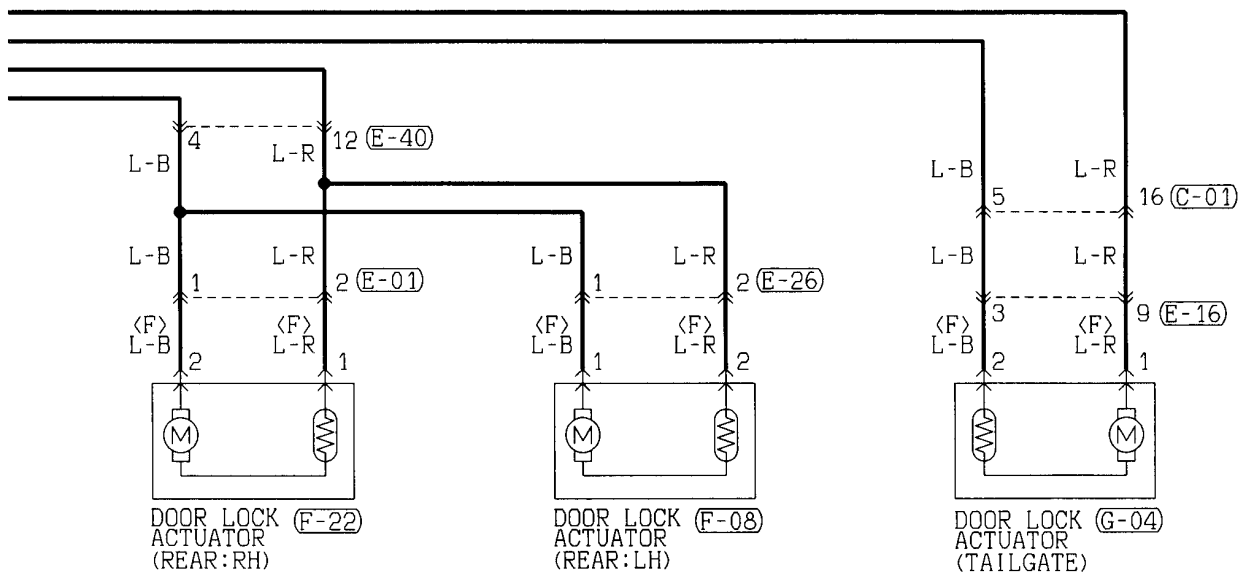 4 12 E-40
L-B L-R
L-B L-R
5 16 C-01
L-B L-R L-B L-R L-B L-R
1 2 E-01 1 2 E-26
3 9 E-16
<F> <F> <F> <F> <F> <F>
L-B L-R L-B L-R L-B L-R
2 1 1 2 2 1
M M M
DOOR LOCK F-22
ACTUATOR
(REAR:RH)
DOOR LOCK F-08
ACTUATOR
(REAR:LH)
DOOR LOCK G-04
ACTUATOR
(TAILGATE)